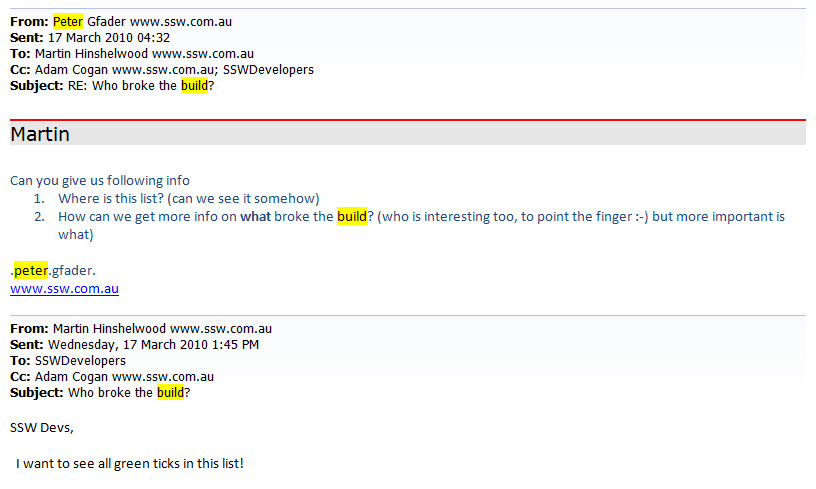 From: Peter Gfader www.ssw.com.au
Sent: 17 March 2010 04:32
To: Martin Hinshelwood www.ssw.com.au
Cc: Adam Cogan www.ssw.com.au; SSWDevelopers
Subject: RE: Who broke the build?
Martin
Can you give us following info
1. Where is this list? (can we see it somehow)
2. How can we get more info on what broke the build? (who is interesting too, to point the finger :-) but more important is
what)
.peter.gfader.
www.ssw.com.au
From: Martin Hinshelwood www.ssw.com.au
Sent: Wednesday, 17 March 2010 1:45 PM
To: SSWDevelopers
Cc: Adam Cogan www.ssw.com.au
Subject: Who broke the build?
SSW Devs,
I want to see all green ticks in this list!